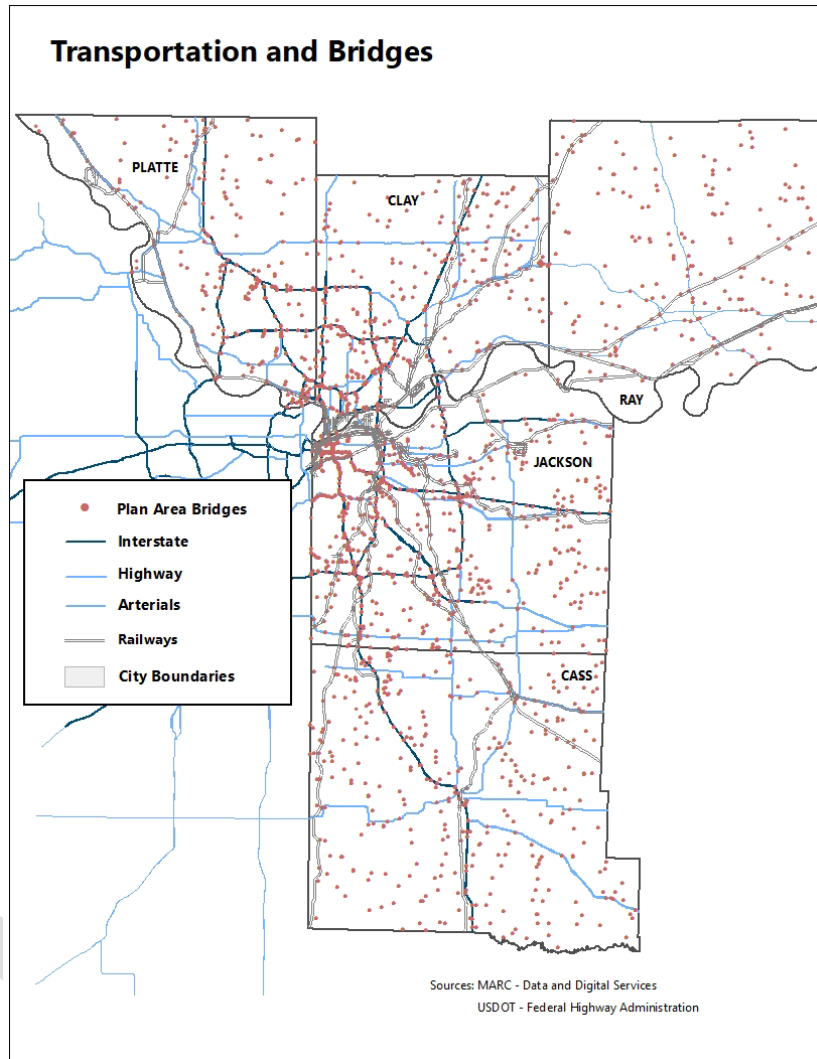 Transportation and Bridges
PLATTE
CLAY
RAY
JACKSON
Plan Area Bridges
Interstate
Highway
Arterials
Railways
City Boundaries
CASS
Sources: MARC - Data and Digital Services
USDOT - Federal Highway Administration